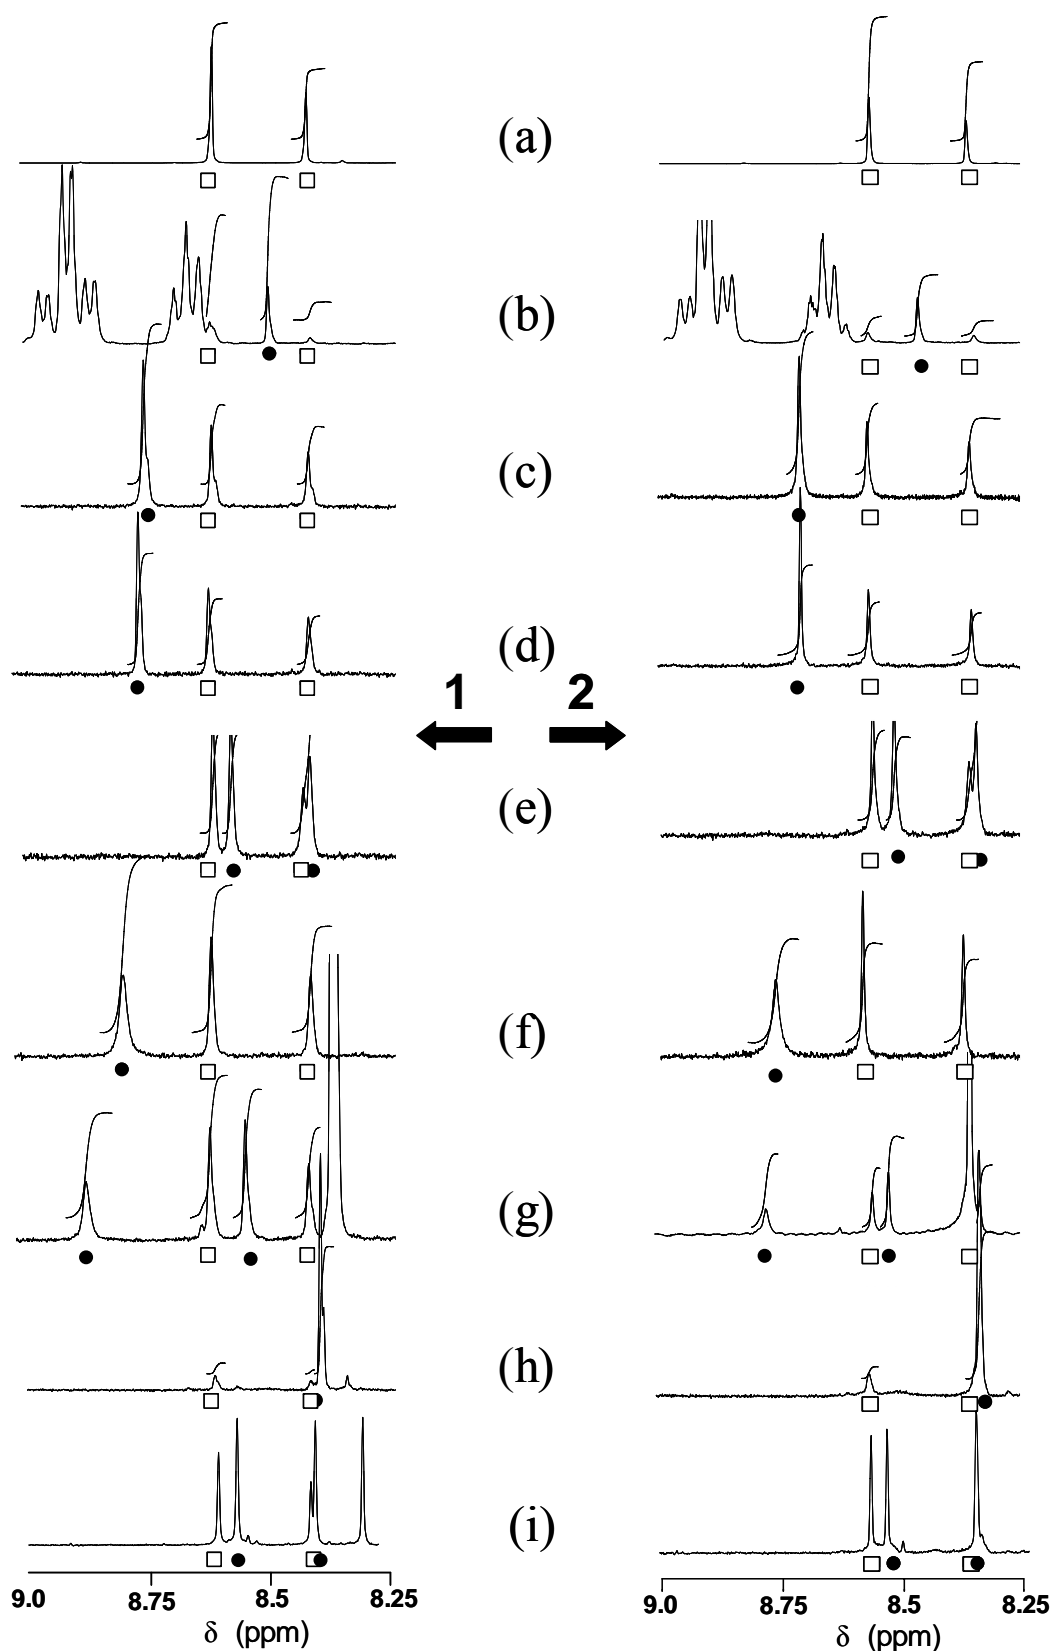 (a)
(b)
(c)
(d)
1 2
(e)
(f)
(g)
(h)
(i)
9.0 8.75 8.5 8.25
δ (ppm)
9.0 8.75 8.5 8.25
δ (ppm)